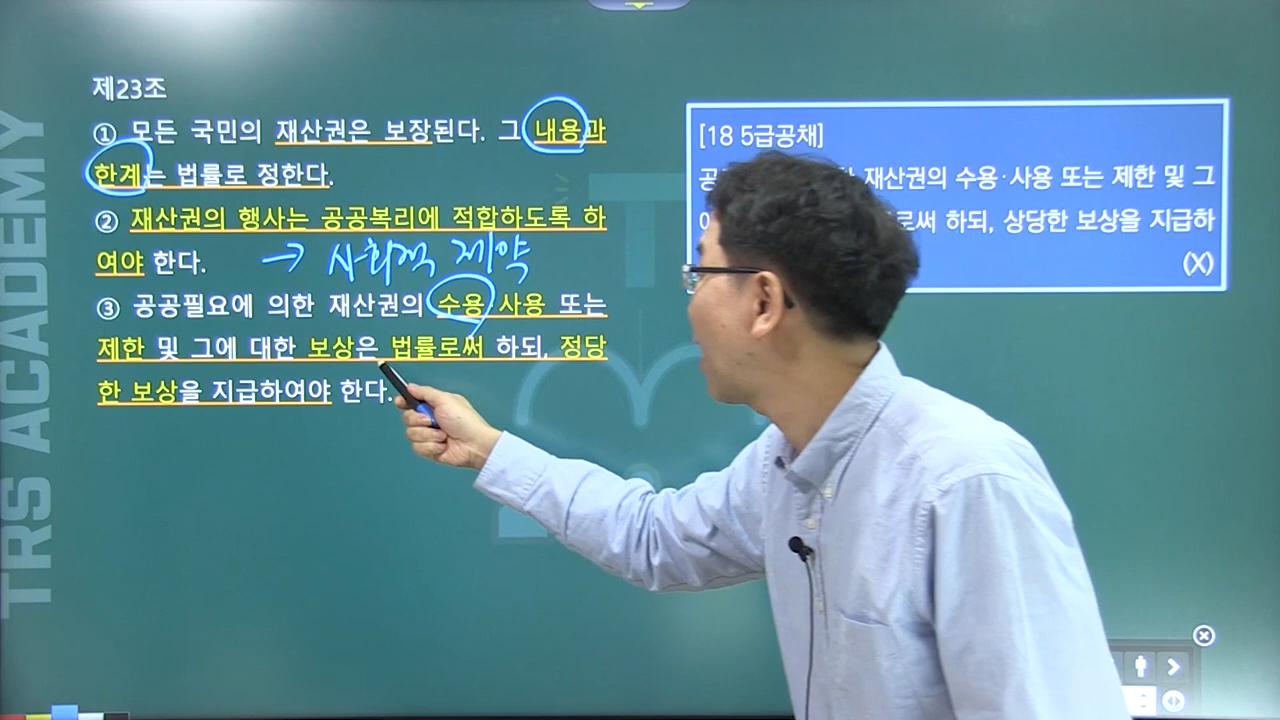 제23조
① 모든 국민의 재산권은 보장된다. 그 내용과
한계는 법률로 정한다.
② 재산권의 행사는 공공복리에 적합하도록 하
여야 한다.
→ 사회적 제약
③ 공공필요에 의한 재산권의 수용·사용 또는
제한 및 그에 대한 보상은 법률로써 하되, 정당
한 보상을 지급하여야 한다.
[18 5급공채]
재산권의 수용·사용 또는 제한 및 그
하되, 상당한 보상을 지급하
(X)
TRS ACADEMY